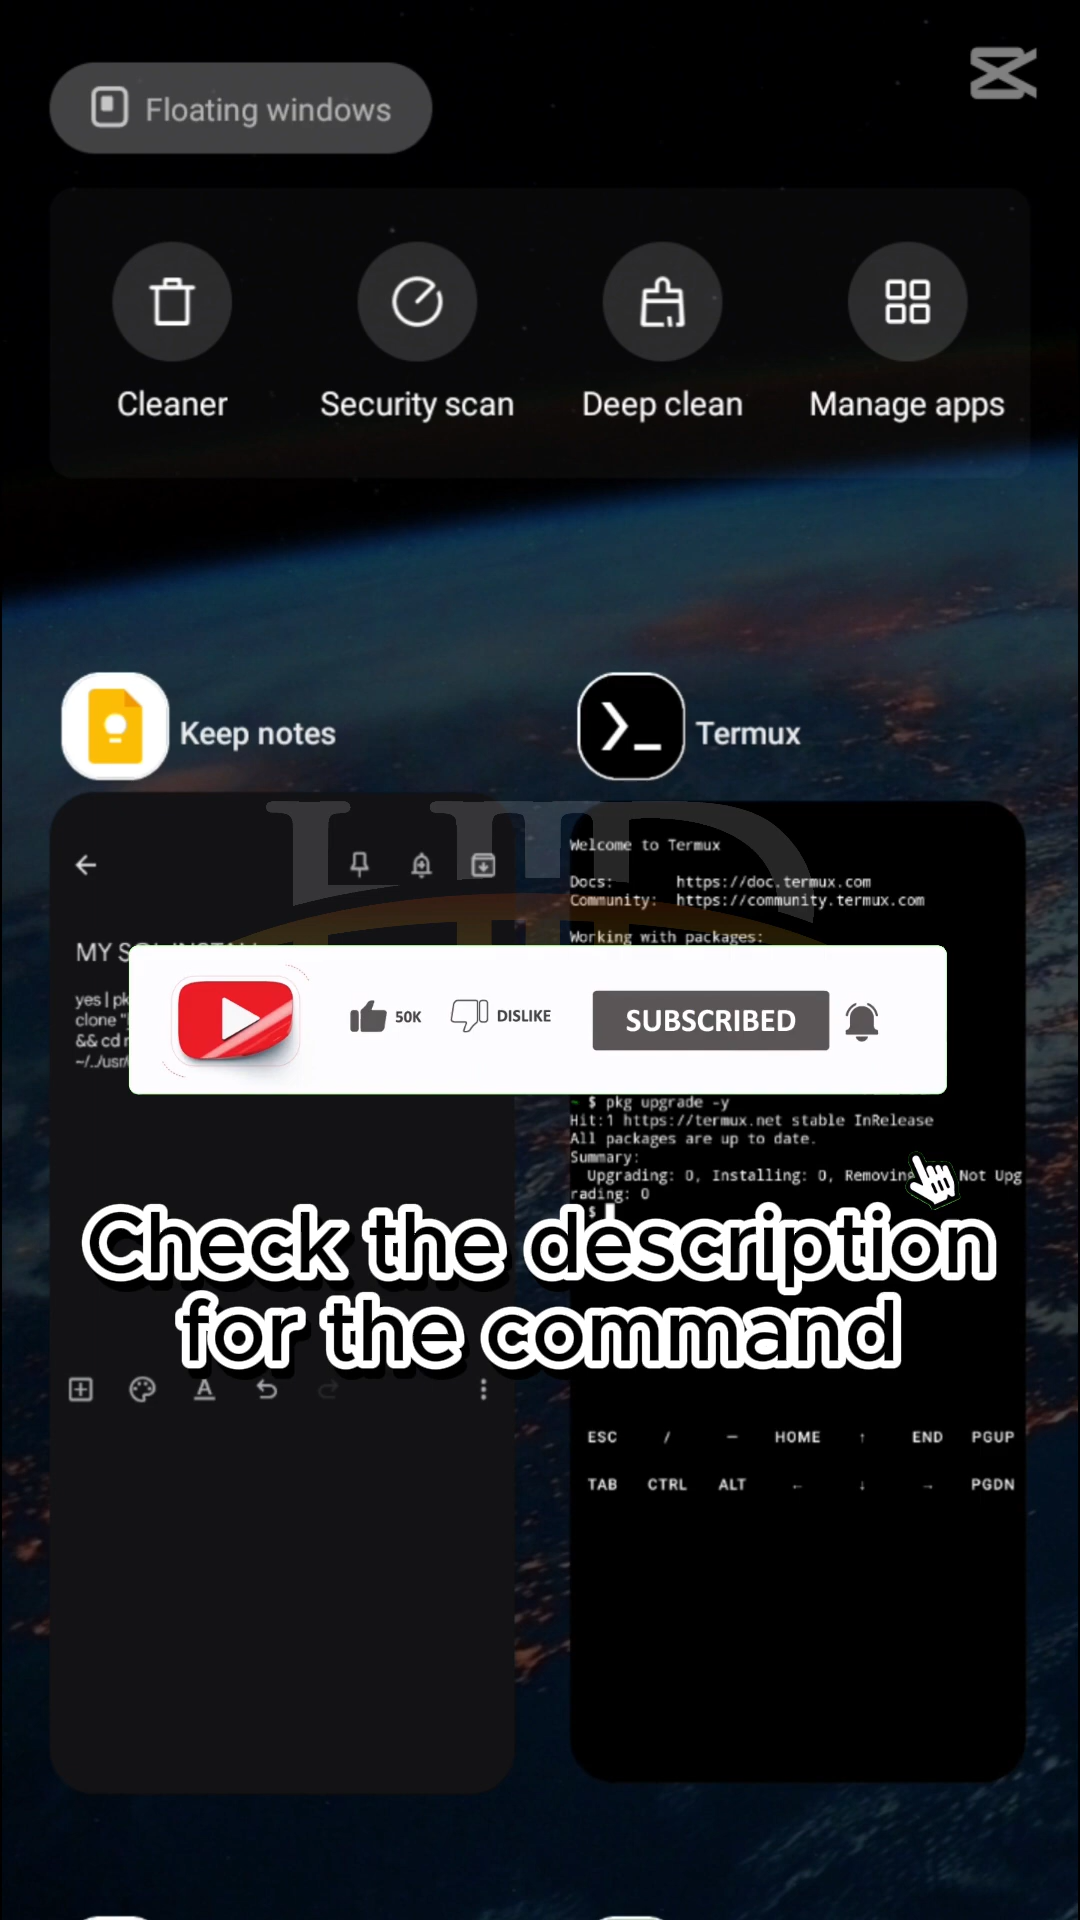 Floating windows
Cleaner
Security scan
Deep clean
Manage apps
Keep notes
Termux
MY
yes | pk
clone "
&& cd
~/../usr/
Welcome to Termux
Docs: https://doc.termux.com
Community: https://community.termux.com
Working with packages:
50K
DISLIKE
SUBSCRIBED
~ $ pkg upgrade -y
Hit:1 https://termux.net stable InRelease
All packages are up to date.
Summary:
Upgrading: 0, Installing: 0, Removing Not Upg
rading: 0
$
Check the description
for the command
ESC / — HOME ↑ END PGUP
TAB CTRL ALT ← ↓ → PGDN